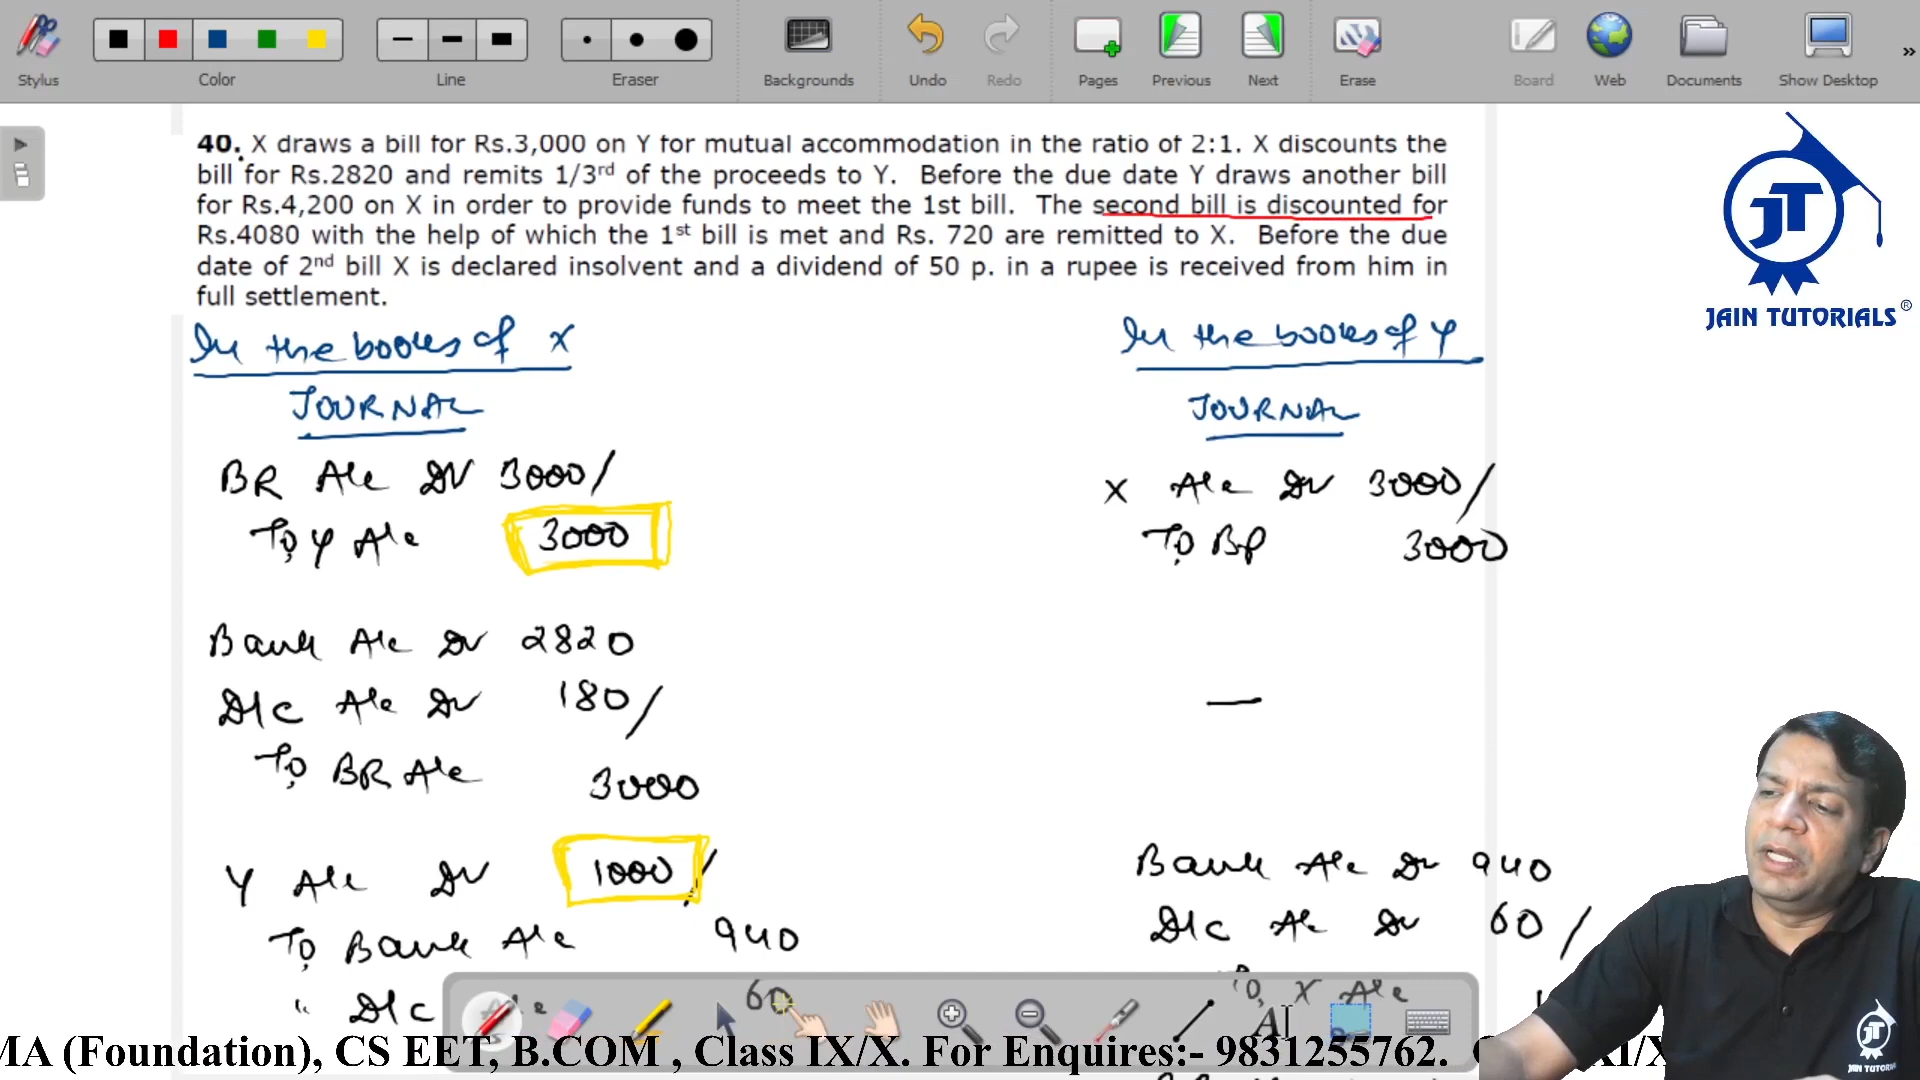 Stylus
Color
Line
Eraser
Backgrounds
Undo
Redo
Pages
Previous
Next
Erase
Board
Web
Documents
Show Desktop
»
40. X draws a bill for Rs.3,000 on Y for mutual accommodation in the ratio of 2:1. X discounts the
bill for Rs.2820 and remits 1/3rd of the proceeds to Y. Before the due date Y draws another bill
for Rs.4,200 on X in order to provide funds to meet the 1st bill. The second bill is discounted for
Rs.4080 with the help of which the 1st bill is met and Rs. 720 are remitted to X. Before the due
date of 2nd bill X is declared insolvent and a dividend of 50 p. in a rupee is received from him in
full settlement.
JT
JAIN TUTORIALS®
In the books of X
JOURNAL
BR A/c Dr 3000/
To Y A/c 3000
Bank A/c Dr 2820
D/c A/c Dr 180/
To BR A/c 3000
Y A/c Dr 1000/
To Bank A/c 940
" D/c A/c 60
In the books of Y
JOURNAL
X A/c Dr 3000/
To BP 3000
—
Bank A/c Dr 940
D/c A/c Dr 60/
To X A/c
JT
JAIN TUTORIALS
MA (Foundation), CS EET, B.COM , Class IX/X. For Enquires:- 9831255762.